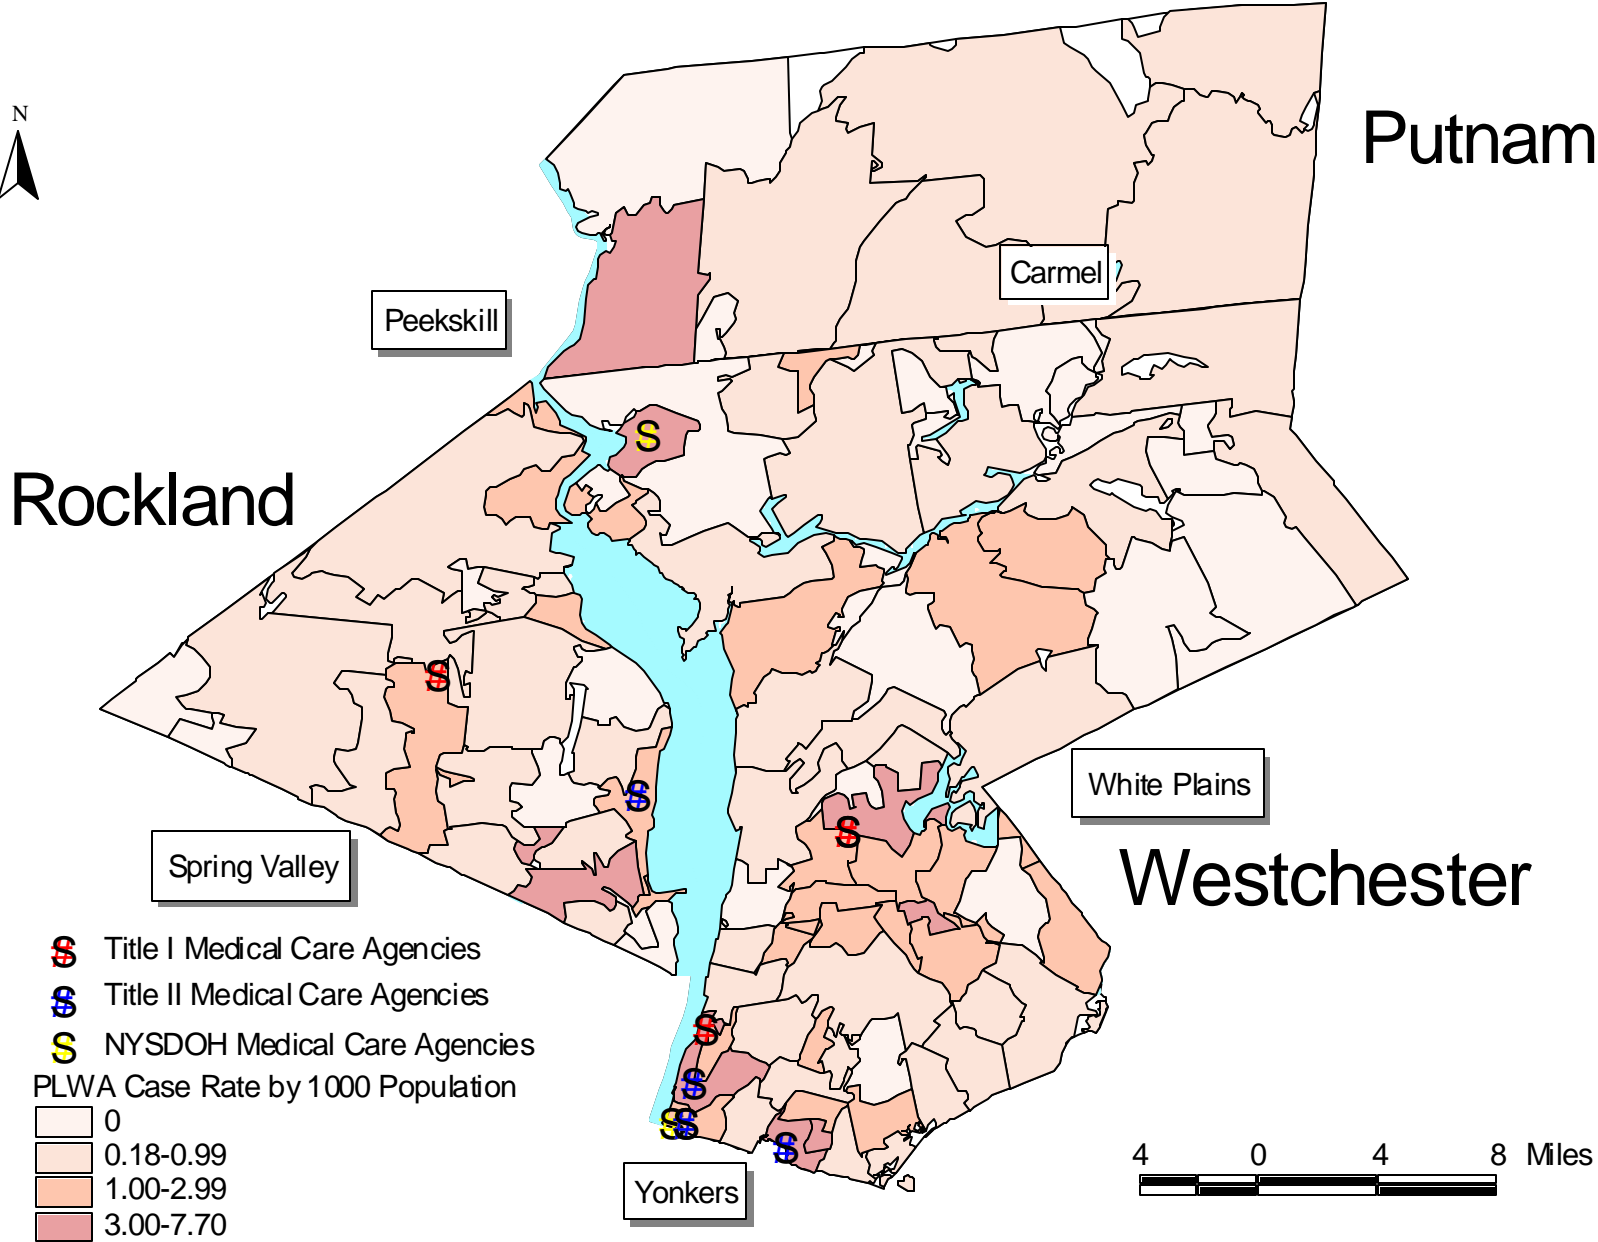 N
Putnam
Carmel
Peekskill
Rockland
White Plains
Westchester
Spring Valley
Title I Medical Care Agencies
Title II Medical Care Agencies
NYSDOH Medical Care Agencies
PLWA Case Rate by 1000 Population
0
0.18-0.99
1.00-2.99
3.00-7.70
Yonkers
4 0 4 8 Miles